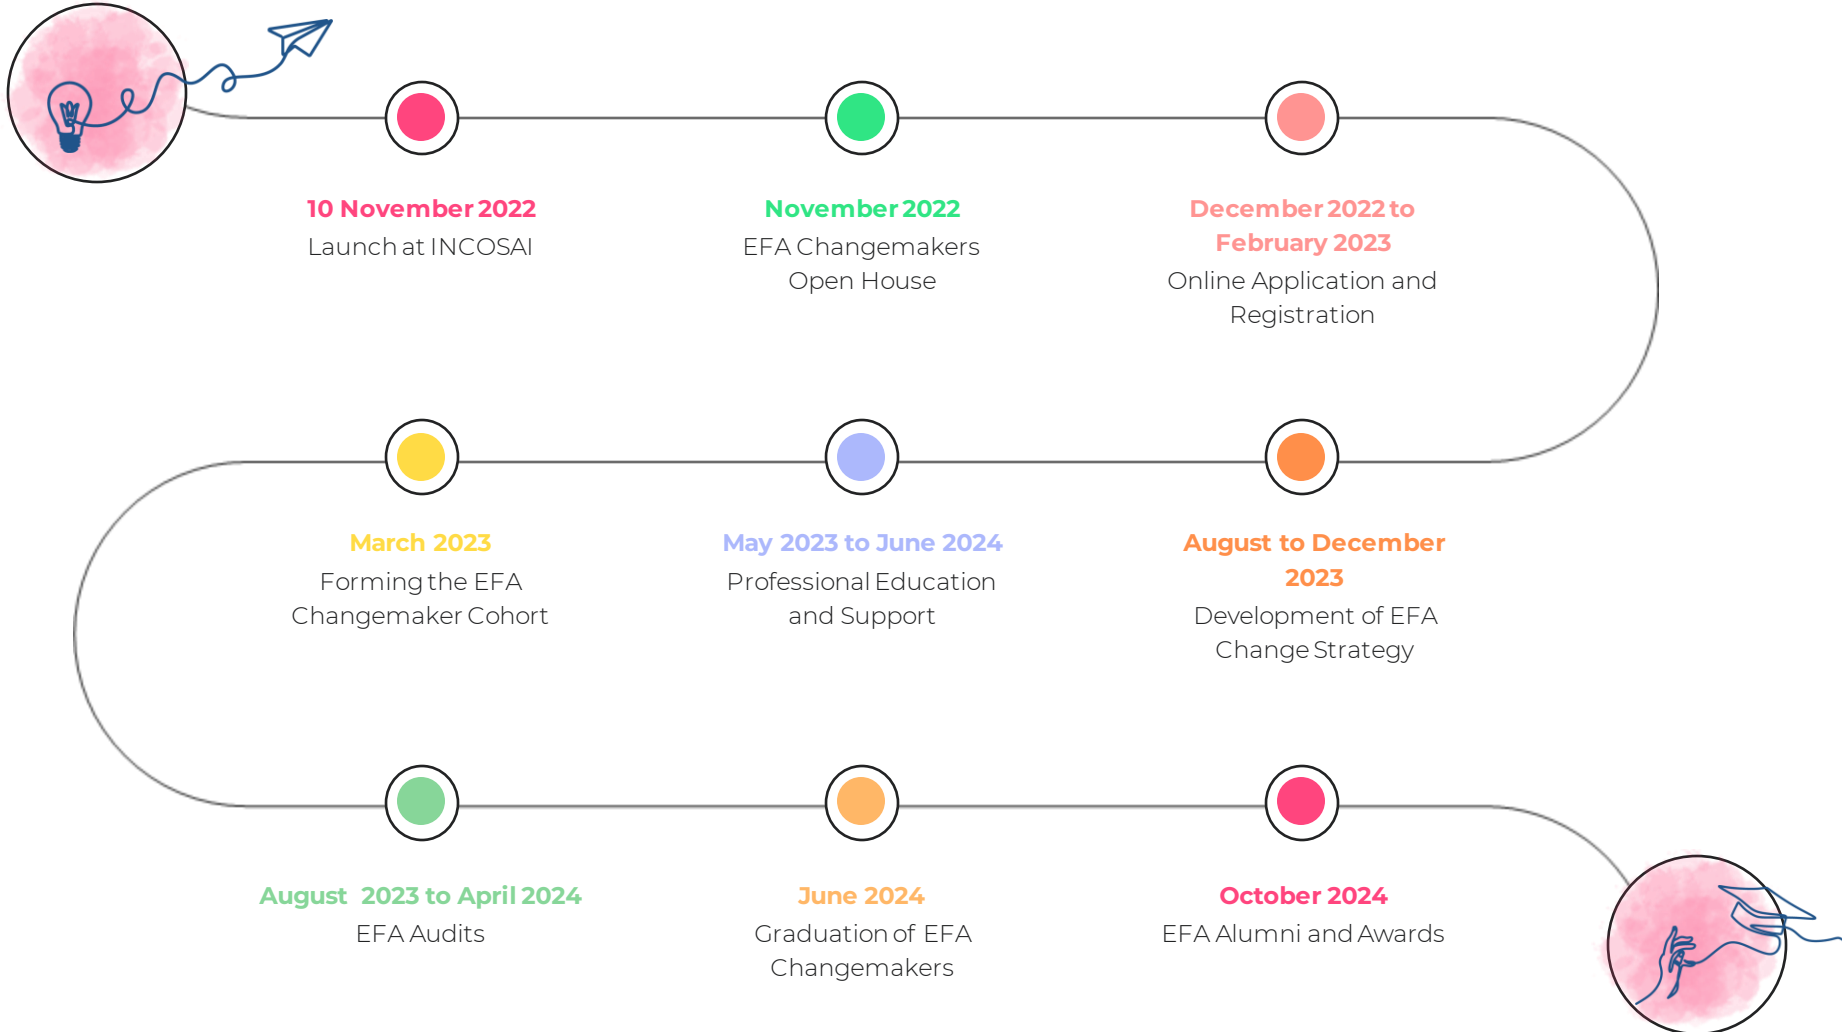 10 November 2022
Launch at INCOSAI
November 2022
EFA Changemakers
Open House
December 2022 to
February 2023
Online Application and
Registration
March 2023
Forming the EFA
Changemaker Cohort
May 2023 to June 2024
Professional Education
and Support
August to December
2023
Development of EFA
Change Strategy
August 2023 to April 2024
EFA Audits
June 2024
Graduation of EFA
Changemakers
October 2024
EFA Alumni and Awards